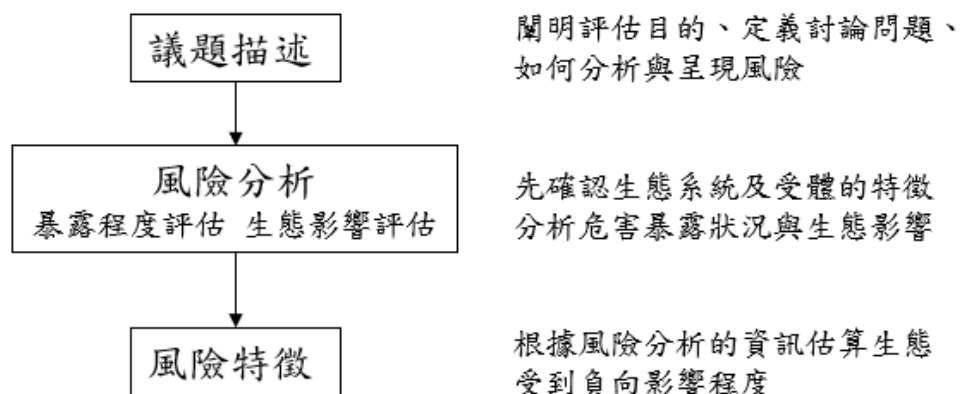 議題描述
闡明評估目的、定義討論問題、
如何分析與呈現風險
風險分析
暴露程度評估 生態影響評估
先確認生態系統及受體的特徵
分析危害暴露狀況與生態影響
風險特徵
根據風險分析的資訊估算生態
受到負向影響程度